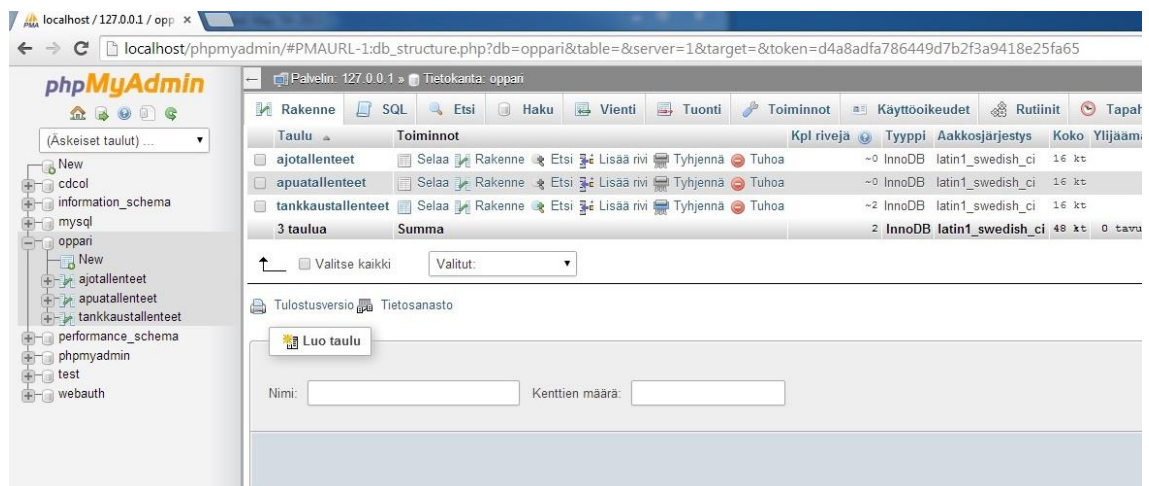 localhost / 127.0.0.1 / opp ×
localhost/phpmyadmin/#PMAURL-1:db_structure.php?db=oppari&table=&server=1&target=&token=d4a8adfa786449d7b2f3a9418e25fa65
phpMyAdmin
(Äskeiset taulut) ...
New
cdcol
information_schema
mysql
oppari
New
ajotallenteet
apuatallenteet
tankkaustallenteet
performance_schema
phpmyadmin
test
webauth
Palvelin: 127.0.0.1 » Tietokanta: oppari
Rakenne SQL Etsi Haku Vienti Tuonti Toiminnot Käyttöoikeudet Rutiinit Tapah
Taulu Toiminnot Kpl rivejä Tyyppi Aakkosjärjestys Koko Ylijääm
ajotallenteet Selaa Rakenne Etsi Lisää rivi Tyhjennä Tuhoa ~0 InnoDB latin1_swedish_ci 16 kt
apuatallenteet Selaa Rakenne Etsi Lisää rivi Tyhjennä Tuhoa ~0 InnoDB latin1_swedish_ci 16 kt
tankkaustallenteet Selaa Rakenne Etsi Lisää rivi Tyhjennä Tuhoa ~2 InnoDB latin1_swedish_ci 16 kt
3 taulua Summa 2 InnoDB latin1_swedish_ci 48 kt 0 tavu
Valitse kaikki Valitut:
Tulostusversio Tietosanasto
Luo taulu
Nimi: Kenttien määrä: